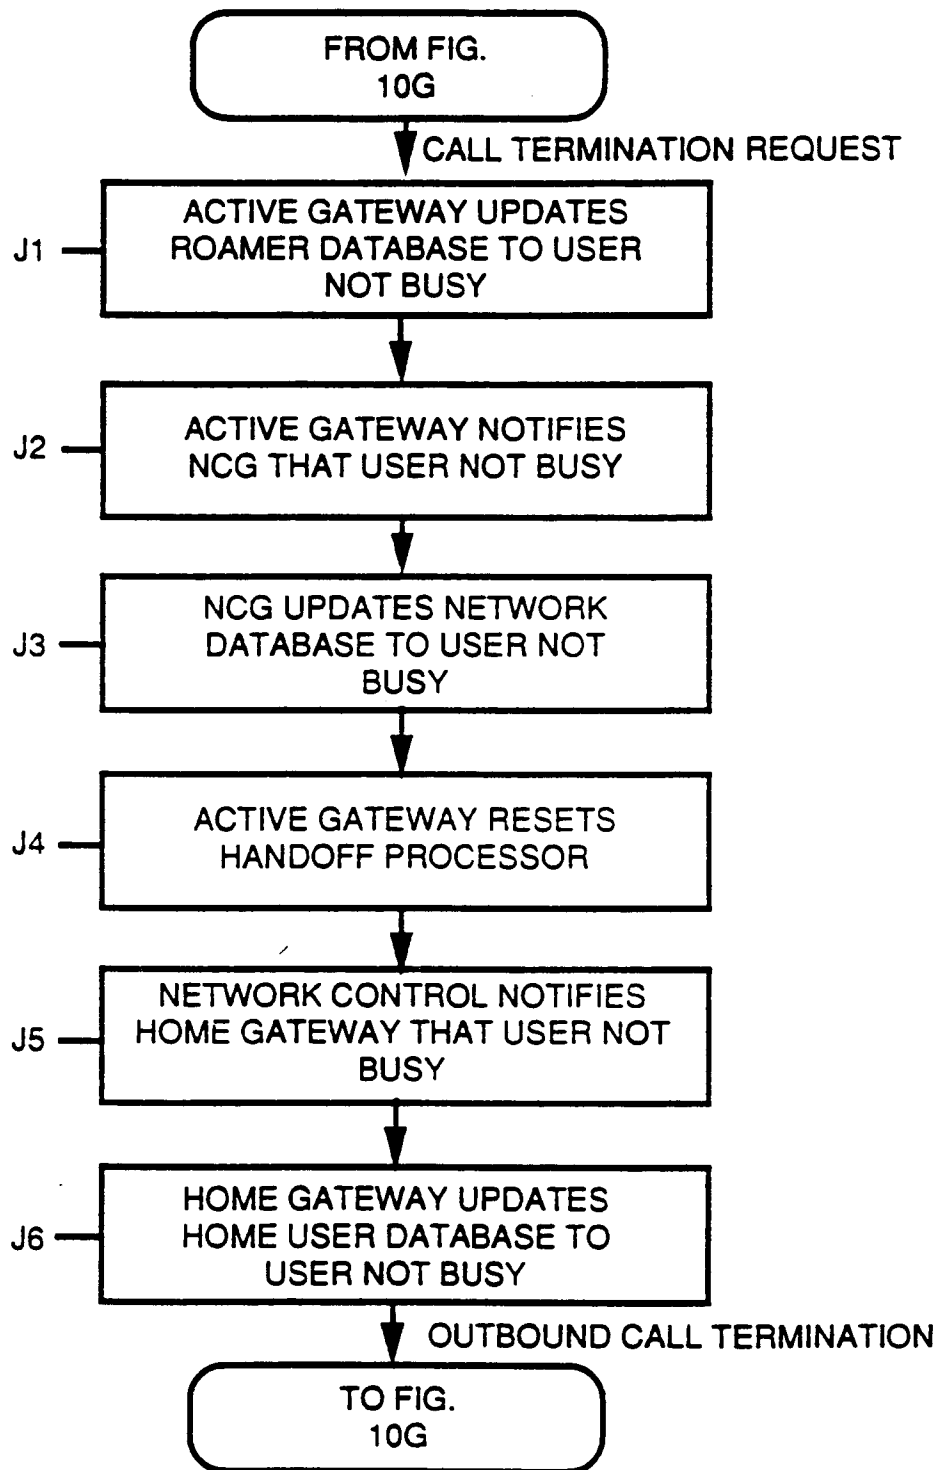 FROM FIG.
10G
CALL TERMINATION REQUEST
J1
ACTIVE GATEWAY UPDATES
ROAMER DATABASE TO USER
NOT BUSY
J2
ACTIVE GATEWAY NOTIFIES
NCG THAT USER NOT BUSY
J3
NCG UPDATES NETWORK
DATABASE TO USER NOT
BUSY
J4
ACTIVE GATEWAY RESETS
HANDOFF PROCESSOR
J5
NETWORK CONTROL NOTIFIES
HOME GATEWAY THAT USER NOT
BUSY
J6
HOME GATEWAY UPDATES
HOME USER DATABASE TO
USER NOT BUSY
OUTBOUND CALL TERMINATION
TO FIG.
10G